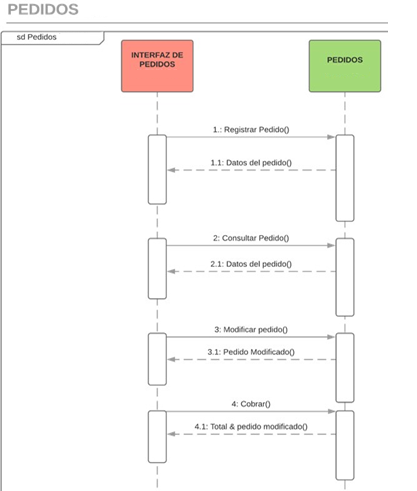 PEDIDOS
sd Pedidos
INTERFAZ DE
PEDIDOS
PEDIDOS
1.: Registrar Pedido()
1.1: Datos del pedido()
2: Consultar Pedido()
2.1: Datos del pedido()
3: Modificar pedido()
3.1: Pedido Modificado()
4: Cobrar()
4.1: Total & pedido modificado()